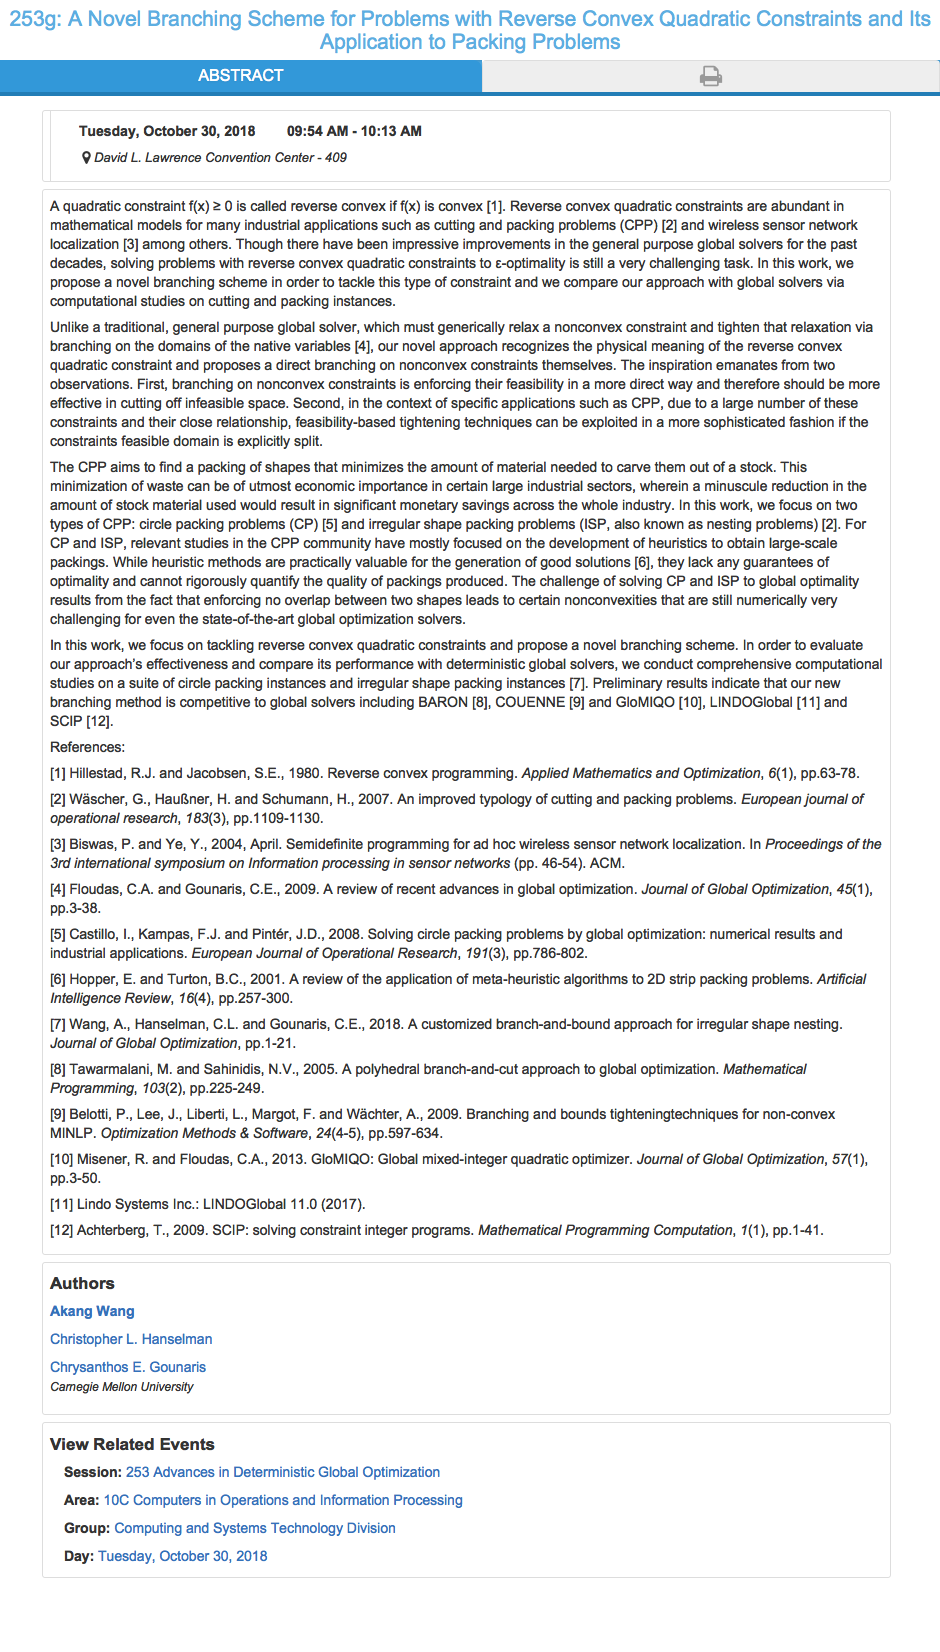 253g: A Novel Branching Scheme for Problems with Reverse Convex Quadratic Constraints and Its
Application to Packing Problems
ABSTRACT
Tuesday, October 30, 2018 09:54 AM - 10:13 AM
David L. Lawrence Convention Center - 409
A quadratic constraint f(x) ≥ 0 is called reverse convex if f(x) is convex [1]. Reverse convex quadratic constraints are abundant in
mathematical models for many industrial applications such as cutting and packing problems (CPP) [2] and wireless sensor network
localization [3] among others. Though there have been impressive improvements in the general purpose global solvers for the past
decades, solving problems with reverse convex quadratic constraints to ε-optimality is still a very challenging task. In this work, we
propose a novel branching scheme in order to tackle this type of constraint and we compare our approach with global solvers via
computational studies on cutting and packing instances.
Unlike a traditional, general purpose global solver, which must generically relax a nonconvex constraint and tighten that relaxation via
branching on the domains of the native variables [4], our novel approach recognizes the physical meaning of the reverse convex
quadratic constraint and proposes a direct branching on nonconvex constraints themselves. The inspiration emanates from two
observations. First, branching on nonconvex constraints is enforcing their feasibility in a more direct way and therefore should be more
effective in cutting off infeasible space. Second, in the context of specific applications such as CPP, due to a large number of these
constraints and their close relationship, feasibility-based tightening techniques can be exploited in a more sophisticated fashion if the
constraints feasible domain is explicitly split.
The CPP aims to find a packing of shapes that minimizes the amount of material needed to carve them out of a stock. This
minimization of waste can be of utmost economic importance in certain large industrial sectors, wherein a minuscule reduction in the
amount of stock material used would result in significant monetary savings across the whole industry. In this work, we focus on two
types of CPP: circle packing problems (CP) [5] and irregular shape packing problems (ISP, also known as nesting problems) [2]. For
CP and ISP, relevant studies in the CPP community have mostly focused on the development of heuristics to obtain large-scale
packings. While heuristic methods are practically valuable for the generation of good solutions [6], they lack any guarantees of
optimality and cannot rigorously quantify the quality of packings produced. The challenge of solving CP and ISP to global optimality
results from the fact that enforcing no overlap between two shapes leads to certain nonconvexities that are still numerically very
challenging for even the state-of-the-art global optimization solvers.
In this work, we focus on tackling reverse convex quadratic constraints and propose a novel branching scheme. In order to evaluate
our approach's effectiveness and compare its performance with deterministic global solvers, we conduct comprehensive computational
studies on a suite of circle packing instances and irregular shape packing instances [7]. Preliminary results indicate that our new
branching method is competitive to global solvers including BARON [8], COUENNE [9] and GloMIQO [10], LINDOGlobal [11] and
SCIP [12].
References:
[1] Hillestad, R.J. and Jacobsen, S.E., 1980. Reverse convex programming. Applied Mathematics and Optimization, 6(1), pp.63-78.
[2] Wäscher, G., Haußner, H. and Schumann, H., 2007. An improved typology of cutting and packing problems. European journal of
operational research, 183(3), pp.1109-1130.
[3] Biswas, P. and Ye, Y., 2004, April. Semidefinite programming for ad hoc wireless sensor network localization. In Proceedings of the
3rd international symposium on Information processing in sensor networks (pp. 46-54). ACM.
[4] Floudas, C.A. and Gounaris, C.E., 2009. A review of recent advances in global optimization. Journal of Global Optimization, 45(1),
pp.3-38.
[5] Castillo, I., Kampas, F.J. and Pintér, J.D., 2008. Solving circle packing problems by global optimization: numerical results and
industrial applications. European Journal of Operational Research, 191(3), pp.786-802.
[6] Hopper, E. and Turton, B.C., 2001. A review of the application of meta-heuristic algorithms to 2D strip packing problems. Artificial
Intelligence Review, 16(4), pp.257-300.
[7] Wang, A., Hanselman, C.L. and Gounaris, C.E., 2018. A customized branch-and-bound approach for irregular shape nesting.
Journal of Global Optimization, pp.1-21.
[8] Tawarmalani, M. and Sahinidis, N.V., 2005. A polyhedral branch-and-cut approach to global optimization. Mathematical
Programming, 103(2), pp.225-249.
[9] Belotti, P., Lee, J., Liberti, L., Margot, F. and Wächter, A., 2009. Branching and bounds tighteningtechniques for non-convex
MINLP. Optimization Methods & Software, 24(4-5), pp.597-634.
[10] Misener, R. and Floudas, C.A., 2013. GloMIQO: Global mixed-integer quadratic optimizer. Journal of Global Optimization, 57(1),
pp.3-50.
[11] Lindo Systems Inc.: LINDOGlobal 11.0 (2017).
[12] Achterberg, T., 2009. SCIP: solving constraint integer programs. Mathematical Programming Computation, 1(1), pp.1-41.
Authors
Akang Wang
Christopher L. Hanselman
Chrysanthos E. Gounaris
Carnegie Mellon University
View Related Events
Session: 253 Advances in Deterministic Global Optimization
Area: 10C Computers in Operations and Information Processing
Group: Computing and Systems Technology Division
Day: Tuesday, October 30, 2018